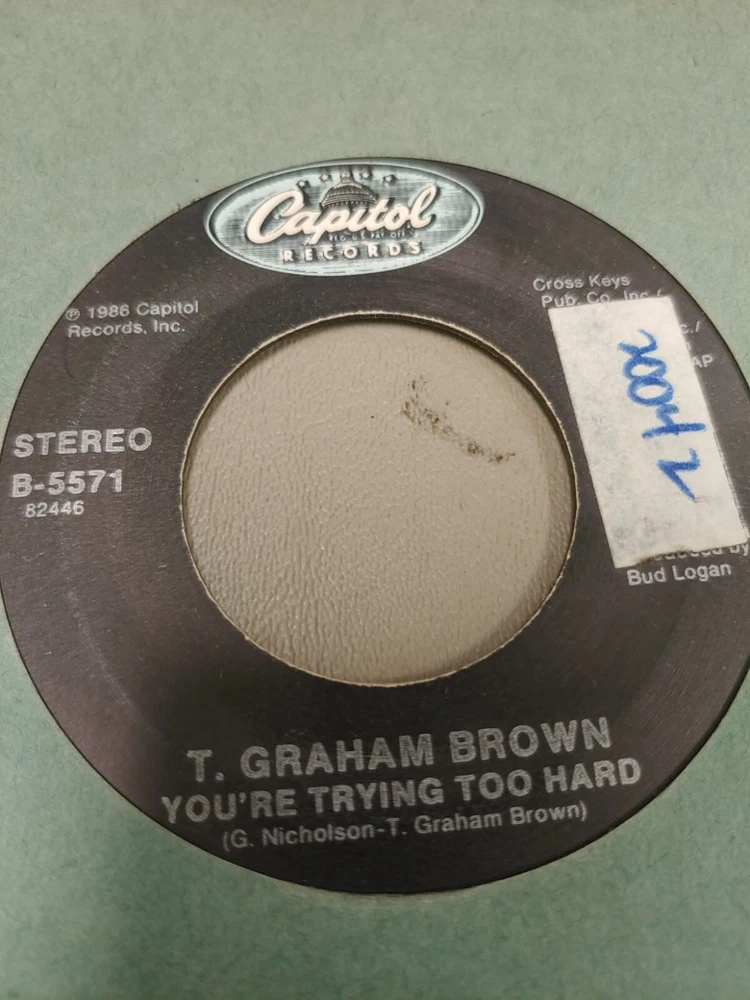 Capitol
RECORDS
℗ 1986 Capitol
Records, Inc.
Cross Keys
Pub. Co. Inc./
c./
AP
STEREO
B-5571
82446
by
Bud Logan
T. GRAHAM BROWN
YOU'RE TRYING TOO HARD
(G. Nicholson-T. Graham Brown)